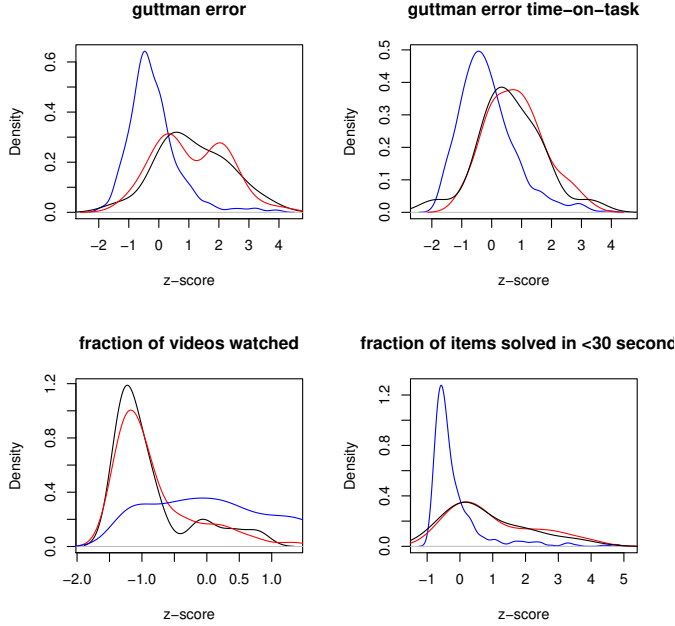 guttman error
guttman error time−on−task
Density
0.0 0.2 0.4 0.6
−2 −1 0 1 2 3 4
z−score
Density
0.0 0.1 0.2 0.3 0.4 0.5
−2 −1 0 1 2 3 4
z−score
fraction of videos watched
fraction of items solved in <30 second
Density
0.0 0.4 0.8 1.2
−2.0 −1.0 0.0 0.5 1.0
z−score
Density
0.0 0.4 0.8 1.2
−1 0 1 2 3 4 5
z−score